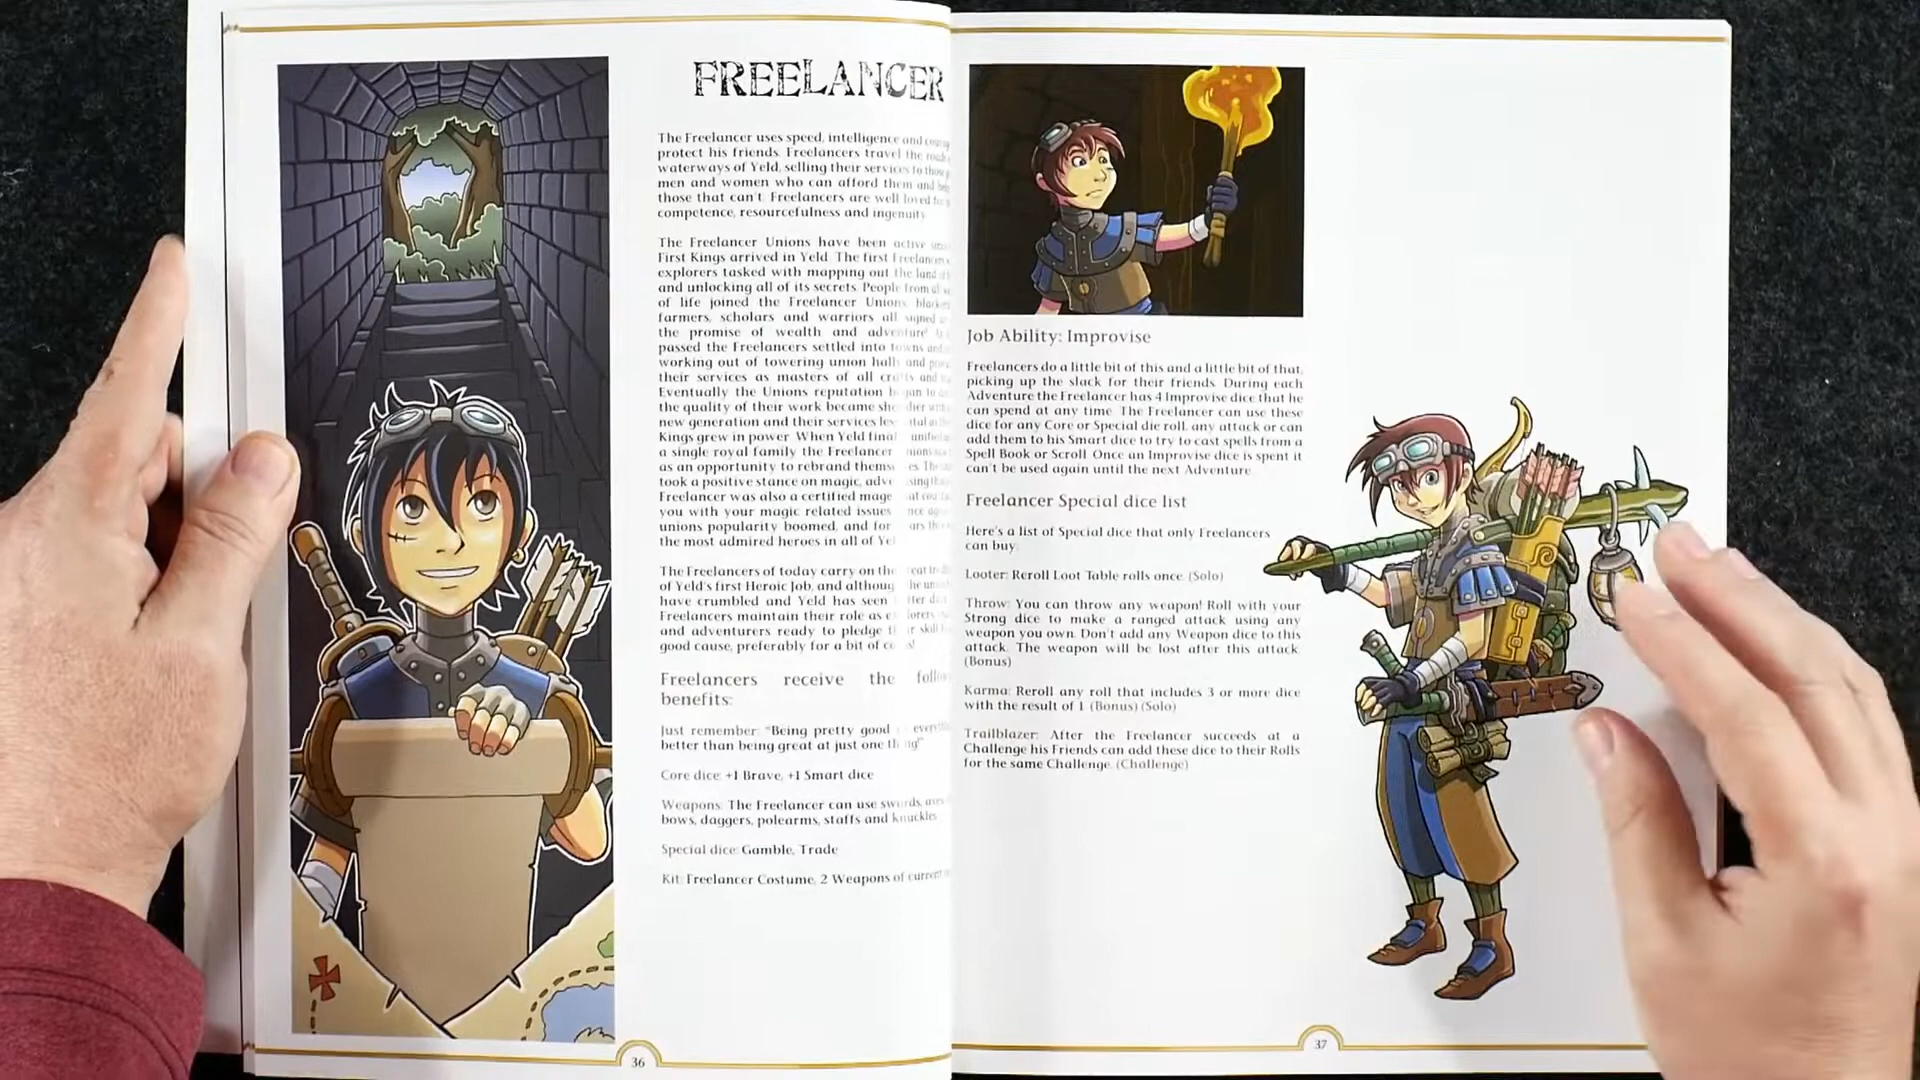 FREELANCER
The Freelancer uses speed, intelligence and
protect his friends. Freelancers travel the
waterways of Yeld, selling their services to those
men and women who can afford them and
those that can't. Freelancers are well loved for
competence, resourcefulness and ingenuity.
The Freelancer Unions have been active
First Kings arrived in Yeld. The first
explorers tasked with mapping out the land
and unlocking all of its secrets. People from
of life joined the Freelancer Unions,
farmers, scholars and warriors all signed
the promise of wealth and adventure!
passed the Freelancers settled into towns
working out of towering union halls and
their services as masters of all crafts and
Eventually the Unions reputation began to
the quality of their work became
new generation and their services
Kings grew in power. When Yeld
a single royal family the Freelancer
as an opportunity to rebrand
took a positive stance on magic,
Freelancer was also a certified mage
you with your magic related issues
unions popularity boomed, and for
the most admired heroes in all of
The Freelancers of today carry on the
of Yeld's first Heroic Job, and
have crumbled and Yeld has seen
Freelancers maintain their role as
and adventurers ready to pledge
good cause, preferably for a bit of
Freelancers receive the
benefits:
Just remember: "Being pretty good
better than being great at just one
Core dice: +1 Brave, +1 Smart dice
Weapons: The Freelancer can use swords,
bows, daggers, polearms, staffs and knuckles
Special dice: Gamble, Trade
Kit: Freelancer Costume, 2 Weapons of current
36
Job Ability: Improvise
Freelancers do a little bit of this and a little bit of that,
picking up the slack for their friends. During each
Adventure the Freelancer has 4 Improvise dice that he
can spend at any time. The Freelancer can use these
dice for any Core or Special die roll, any attack or can
add them to his Smart dice to try to cast spells from a
Spell Book or Scroll. Once an Improvise dice is spent it
can't be used again until the next Adventure.
Freelancer Special dice list
Here's a list of Special dice that only Freelancers
can buy.
Looter: Reroll Loot Table rolls once. (Solo)
Throw: You can throw any weapon! Roll with your
Strong dice to make a ranged attack using any
weapon you own. Don't add any Weapon dice to this
attack. The weapon will be lost after this attack.
(Bonus)
Karma: Reroll any roll that includes 3 or more dice
with the result of 1 (Bonus) (Solo)
Trailblazer: After the Freelancer succeeds at a
Challenge his Friends can add these dice to their Rolls
for the same Challenge. (Challenge)
37